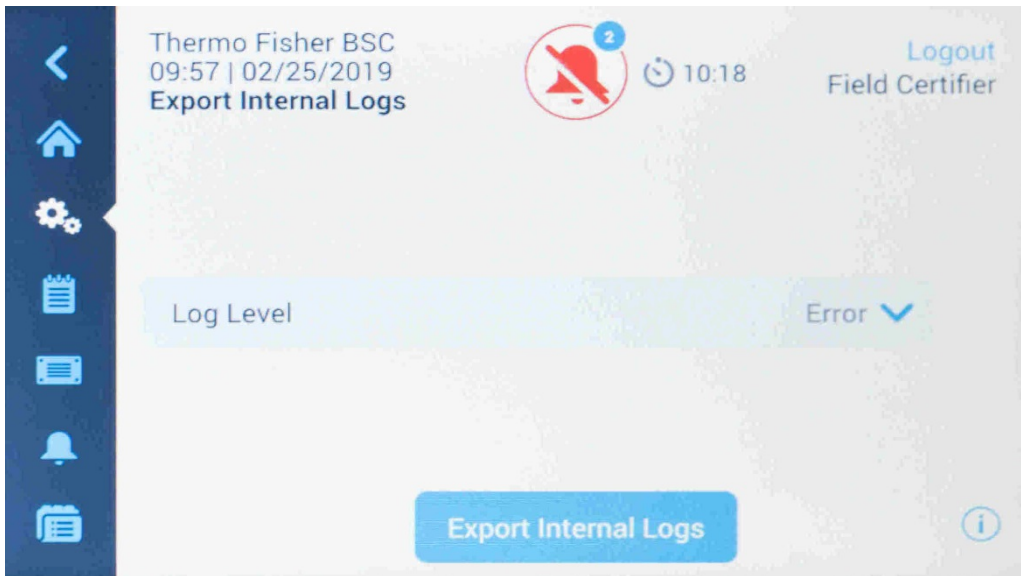 Thermo Fisher BSC
09:57 | 02/25/2019
Export Internal Logs
2
10:18
Logout
Field Certifier
Log Level
Error
Export Internal Logs
i